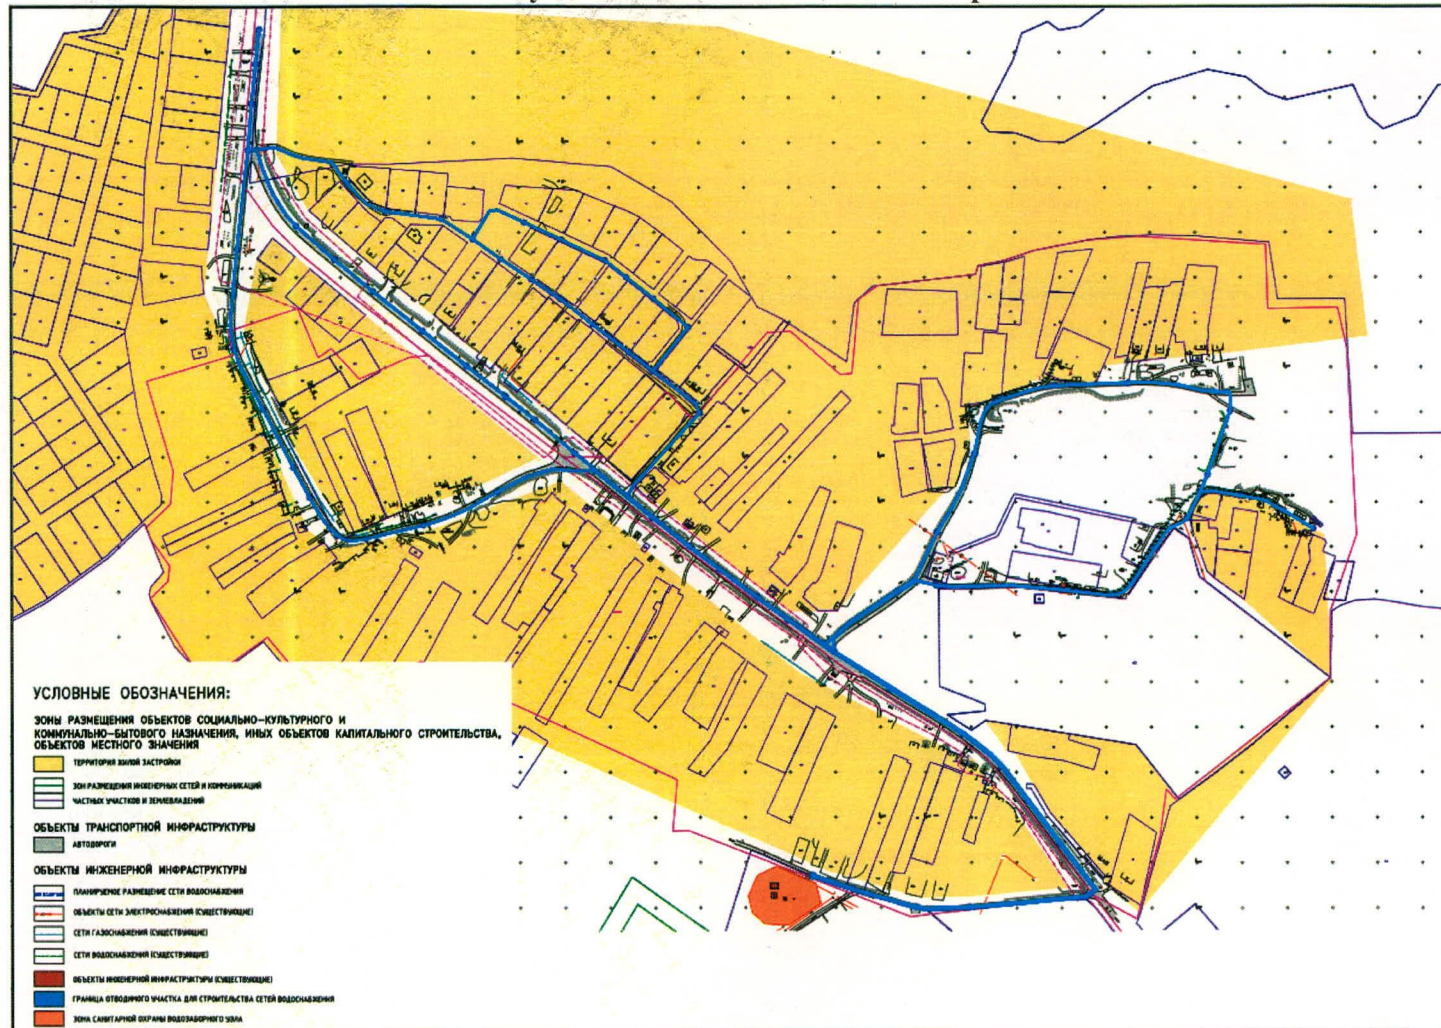 УСЛОВНЫЕ ОБОЗНАЧЕНИЯ:
ЗОНЫ РАЗМЕЩЕНИЯ ОБЪЕКТОВ СОЦИАЛЬНО-КУЛЬТУРНОГО И
КОММУНАЛЬНО-БЫТОВОГО НАЗНАЧЕНИЯ, ИНЫХ ОБЪЕКТОВ КАПИТАЛЬНОГО СТРОИТЕЛЬСТВА,
ОБЪЕКТОВ МЕСТНОГО ЗНАЧЕНИЯ
ТЕРРИТОРИЯ ЖИЛОЙ ЗАСТРОЙКИ
ЗОН РАЗМЕЩЕНИЯ ИНЖЕНЕРНЫХ СЕТЕЙ И КОММУНИКАЦИЙ
ЧАСТНЫХ УЧАСТКОВ И ЗЕМЛЕВЛАДЕНИЙ
ОБЪЕКТЫ ТРАНСПОРТНОЙ ИНФРАСТРУКТУРЫ
АВТОДОРОГИ
ОБЪЕКТЫ ИНЖЕНЕРНОЙ ИНФРАСТРУКТУРЫ
ПЛАНИРУЕМОЕ РАЗМЕЩЕНИЕ СЕТИ ВОДОСНАБЖЕНИЯ
ОБЪЕКТЫ СЕТИ ЭЛЕКТРОСНАБЖЕНИЯ (СУЩЕСТВУЮЩИЕ)
СЕТИ ГАЗОСНАБЖЕНИЯ (СУЩЕСТВУЮЩИЕ)
СЕТИ ВОДОСНАБЖЕНИЯ (СУЩЕСТВУЮЩИЕ)
ОБЪЕКТЫ ИНЖЕНЕРНОЙ ИНФРАСТРУКТУРЫ (СУЩЕСТВУЮЩИЕ)
ГРАНИЦА ОТВОДИМОГО УЧАСТКА ДЛЯ СТРОИТЕЛЬСТВА СЕТЕЙ ВОДОСНАБЖЕНИЯ
ЗОНА САНИТАРНОЙ ОХРАНЫ ВОДОЗАБОРНОГО УЗЛА